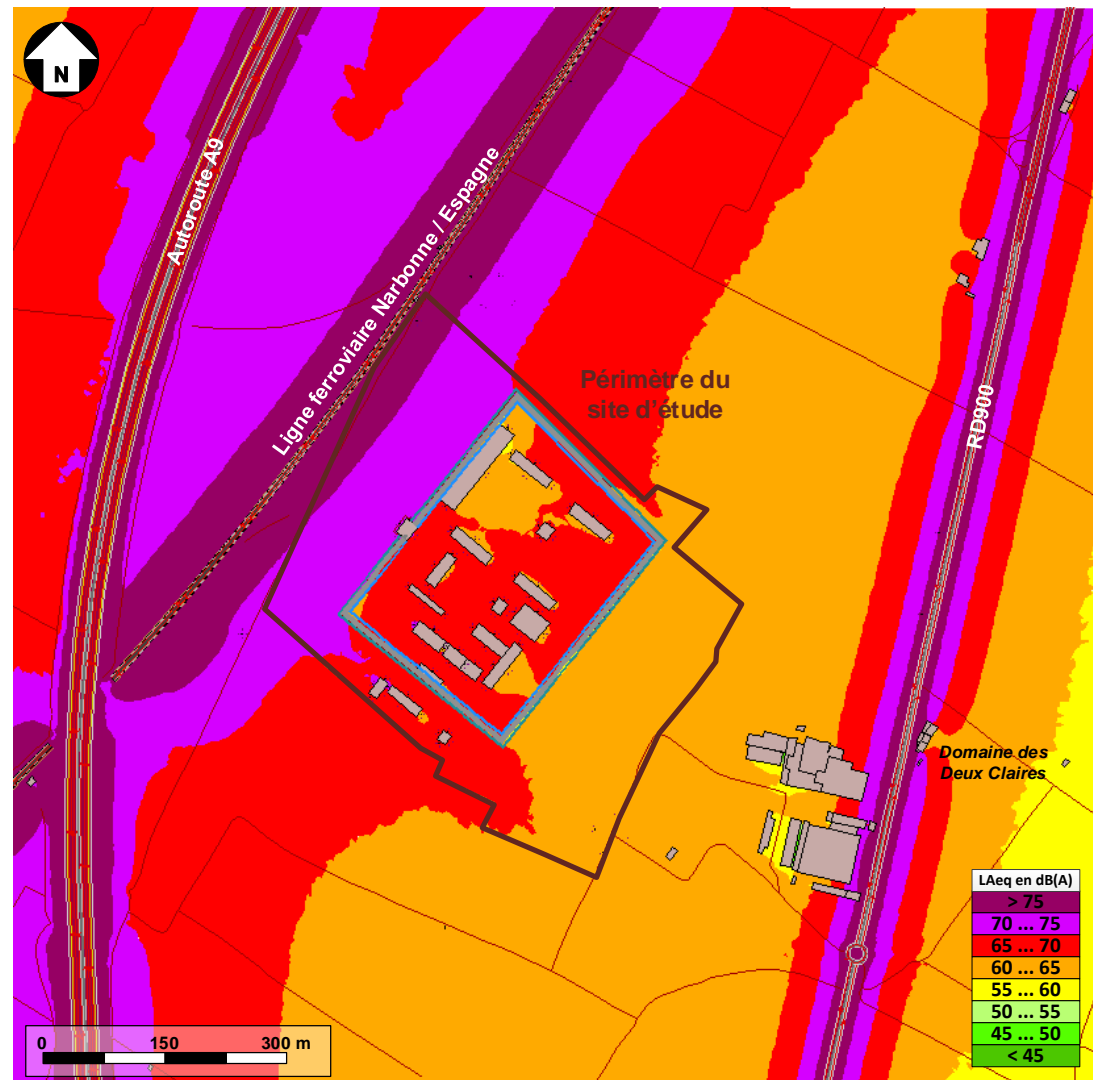 N
Autoroute A9
Ligne ferroviaire Narbonne / Espagne
Périmètre du
site d'étude
RD900
Domaine des
Deux Claires
LAeq en dB(A)
> 75
70 ... 75
65 ... 70
60 ... 65
55 ... 60
50 ... 55
45 ... 50
< 45
0 150 300 m